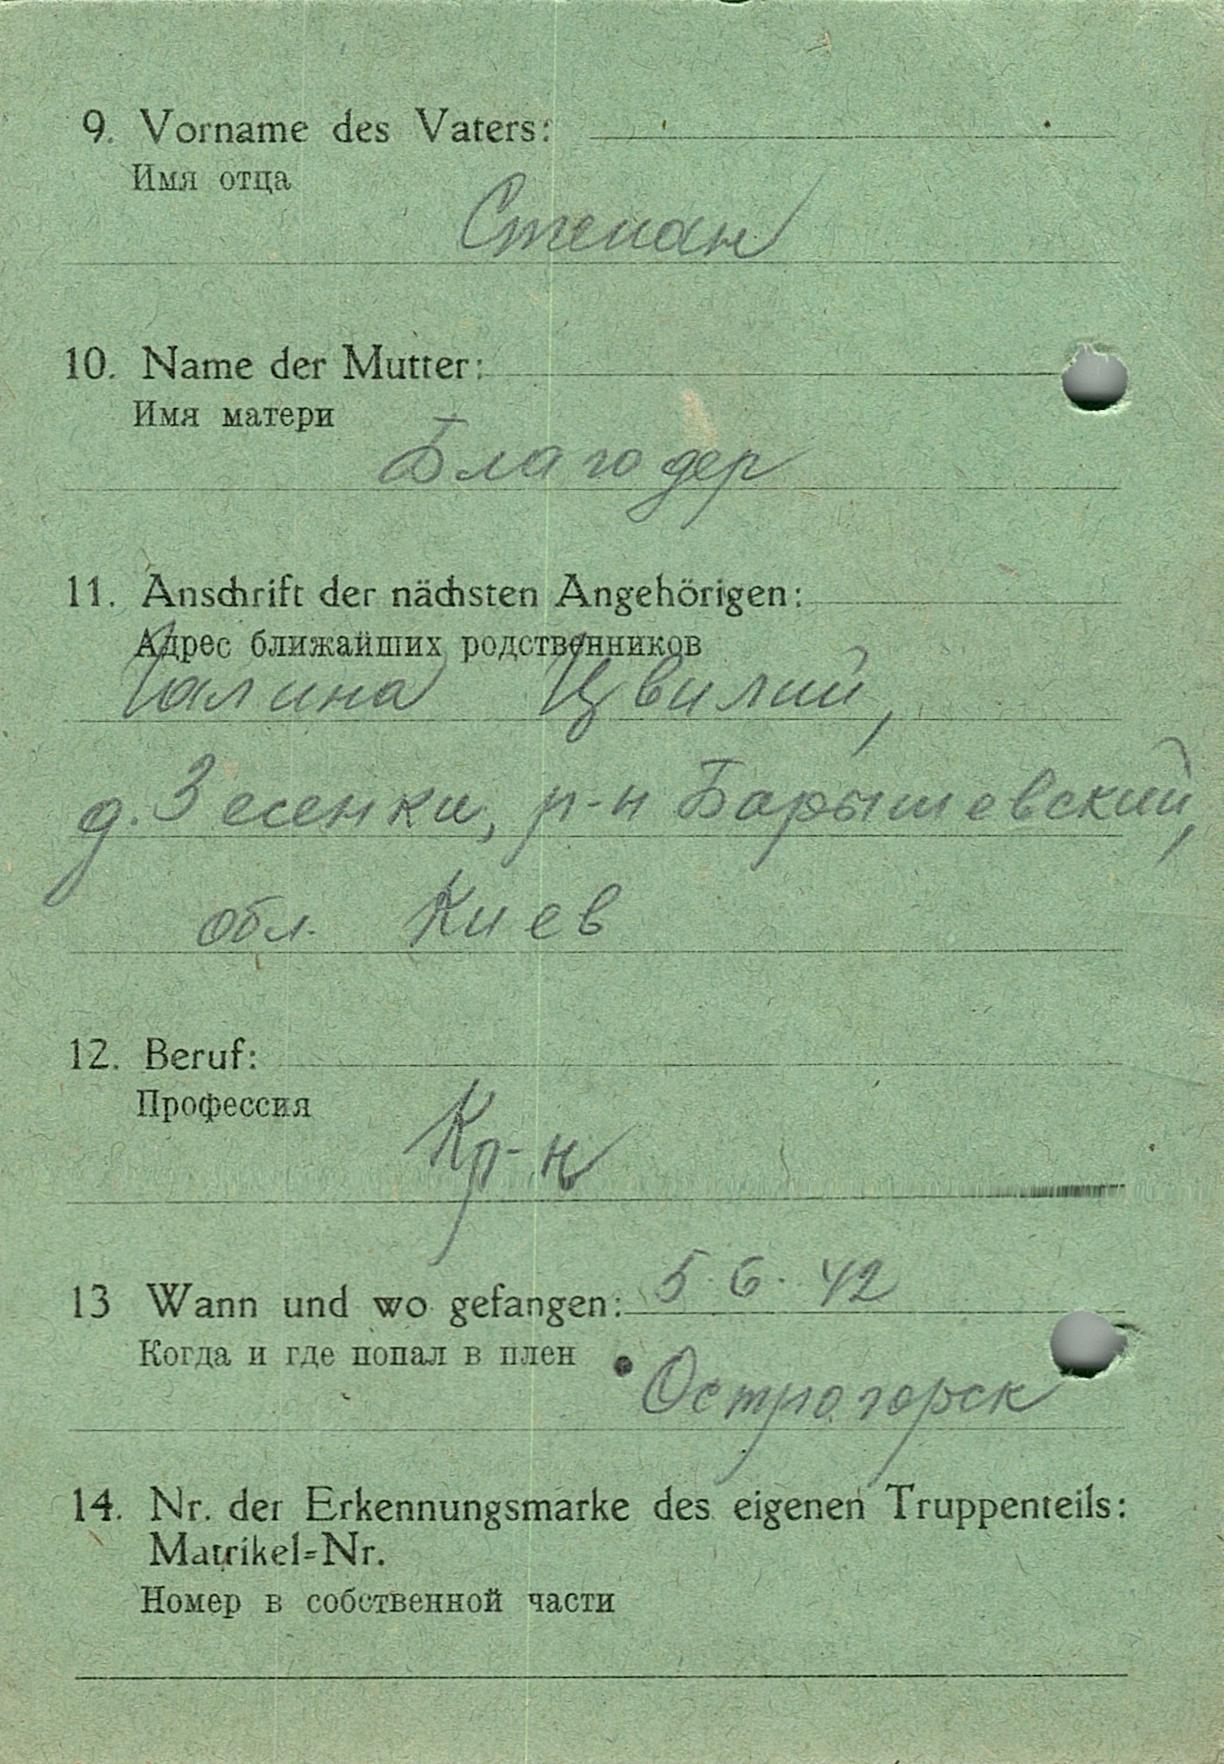 9. Vorname des Vaters:
Имя отца
Степан
10. Name der Mutter:
Имя матери
Благодер
11. Anschrift der nächsten Angehörigen:
Адрес ближайших родственников
Галина Цвилий,
д. Зесенки, р-н Барышевский,
обл. Киев
12. Beruf:
Профессия
Кр-н
13 Wann und wo gefangen: 5.6.42
Когда и где попал в плен
Острогорск
14. Nr. der Erkennungsmarke des eigenen Truppenteils:
Matrikel=Nr.
Номер в собственной части